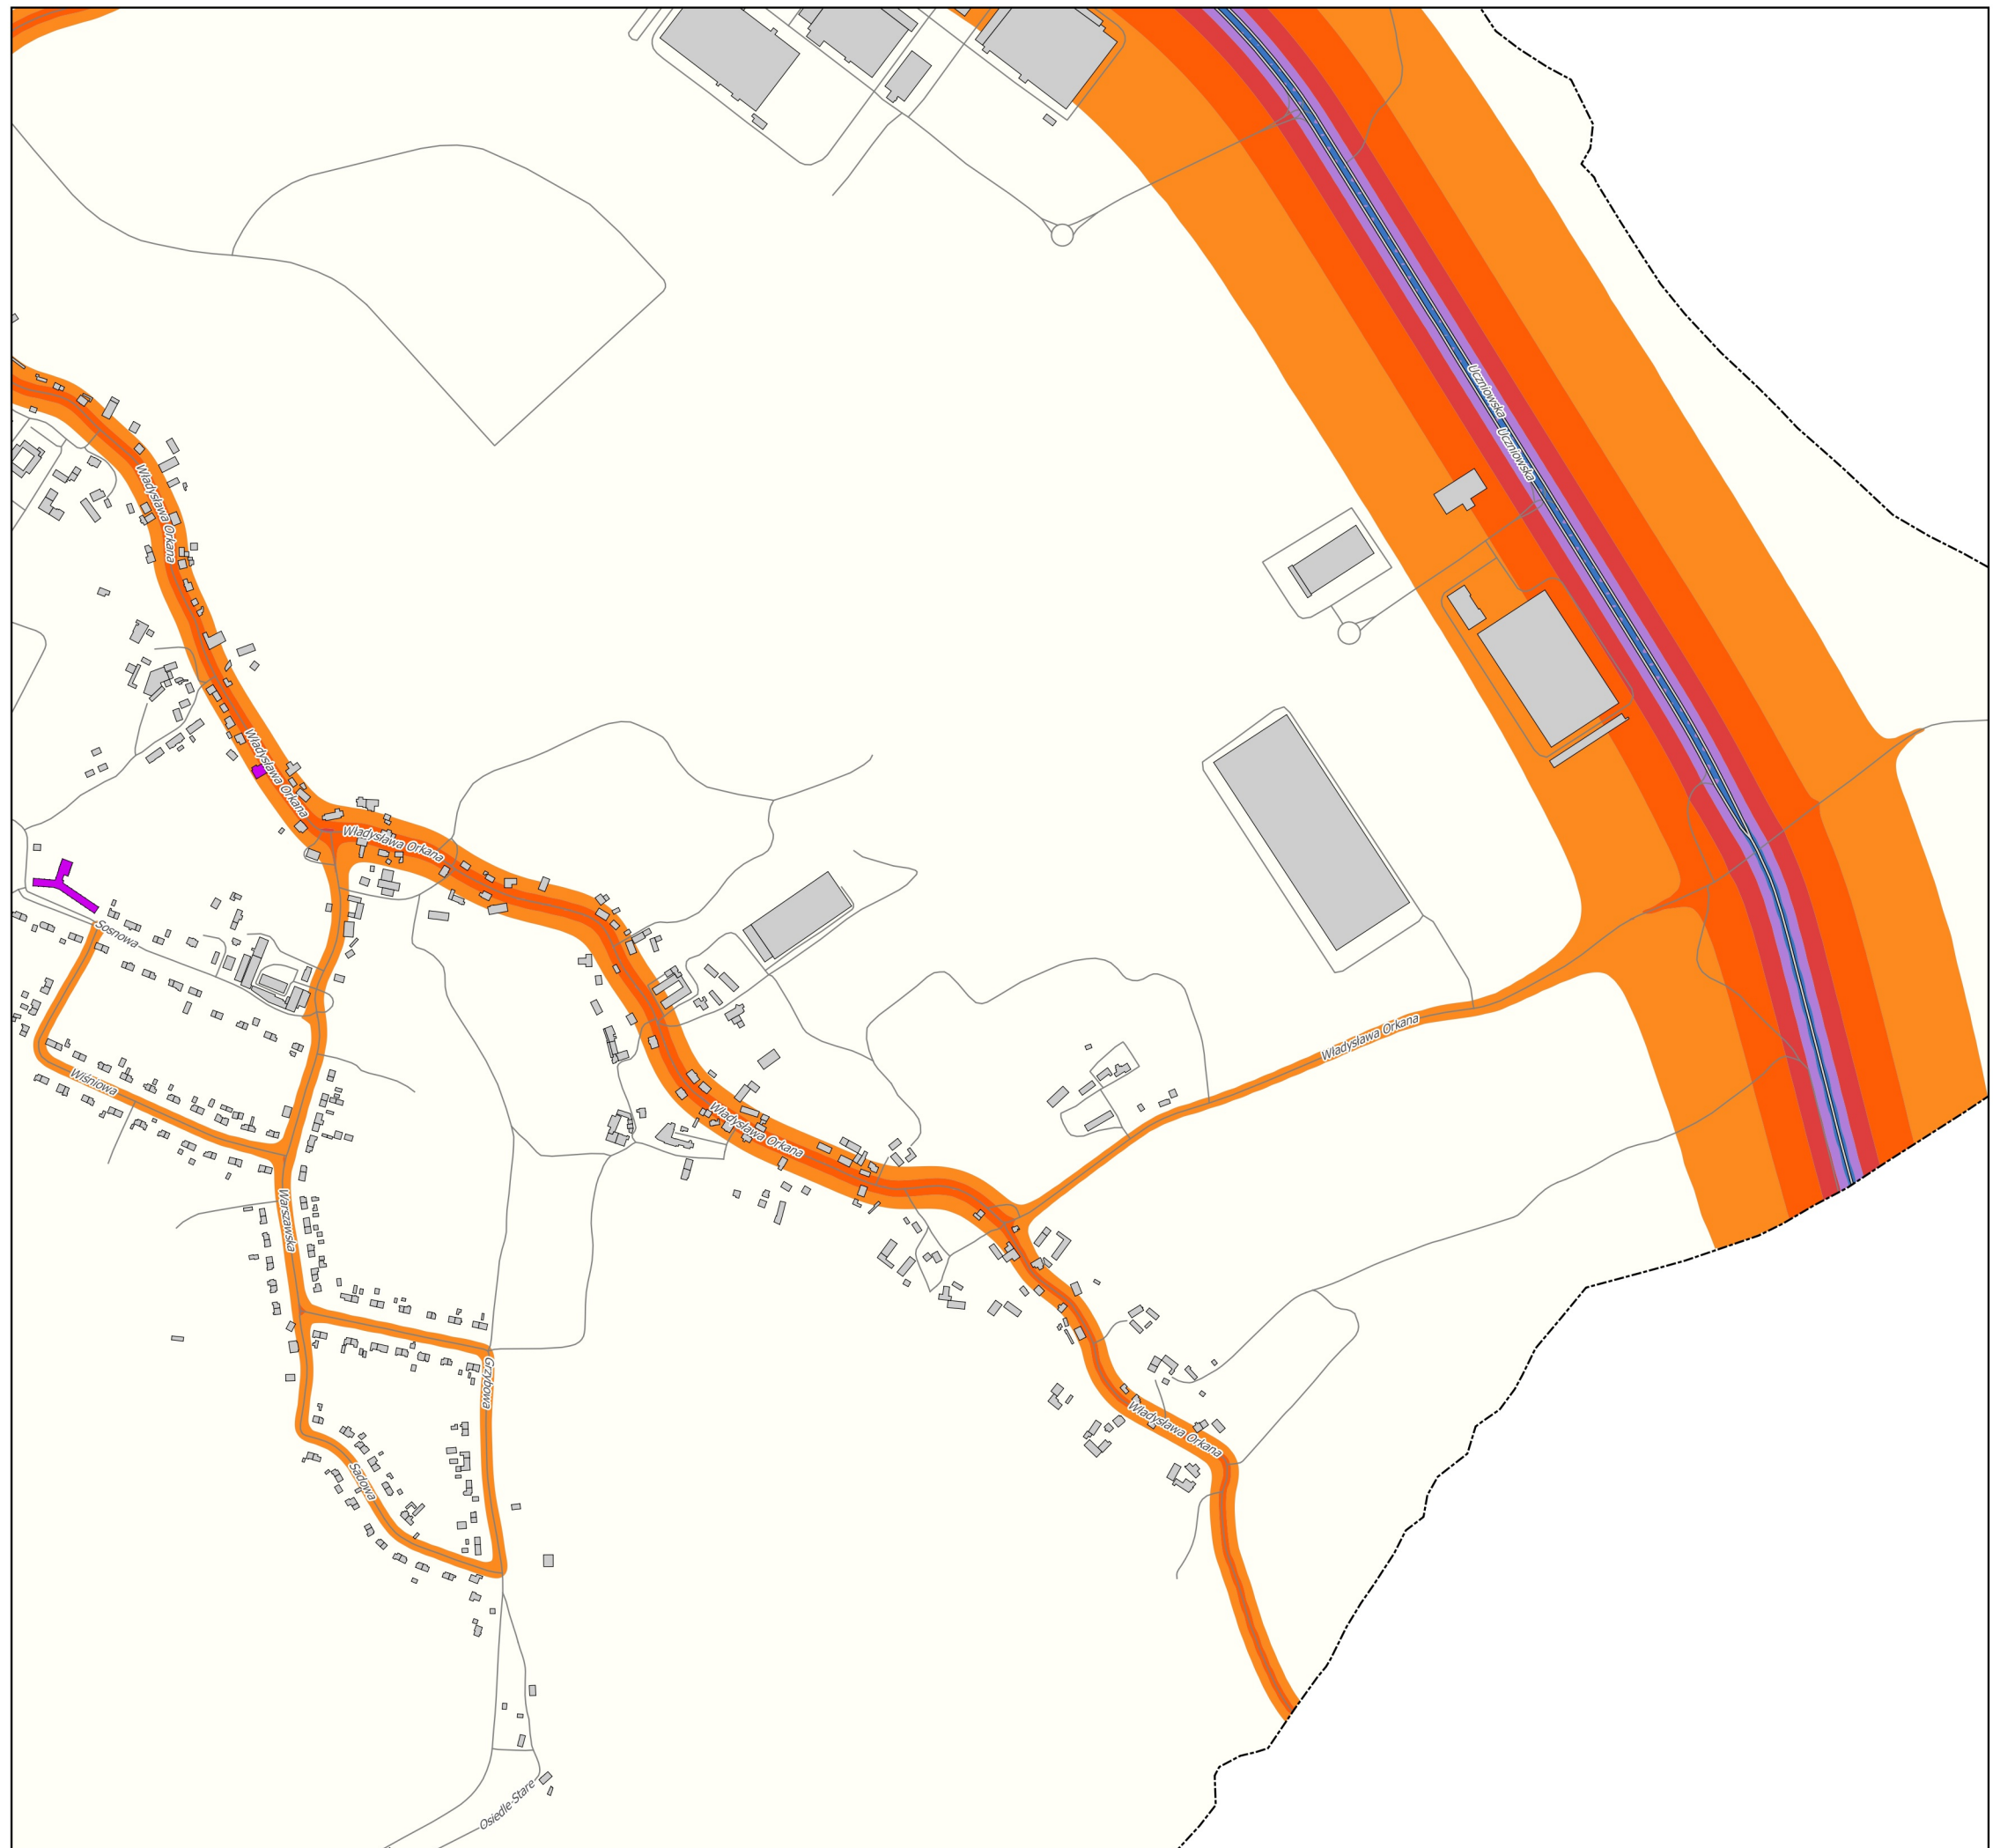 Uczniowska
Uczniowska
Władysława Orkana
Władysława Orkana
Władysława Orkana
Sosnowa
Władysława Orkana
Wiśniowa
Władysława Orkana
Warszawska
Grzybowa
Władysława Orkana
Sadowa
Osiedle Stare